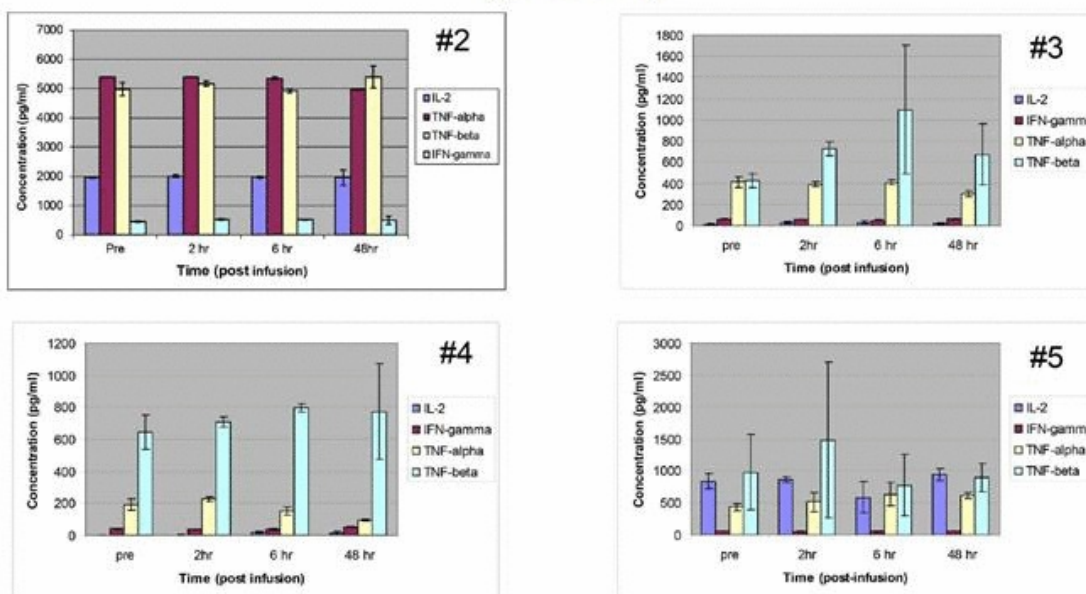 #2
Concentration (pg/ml)
7000
6000
5000
4000
3000
2000
1000
0
Pre
2 hr
6 hr
48hr
Time (post infusion)
IL-2
TNF-alpha
TNF-beta
IFN-gamma
#3
Concentration (pg/ml)
1800
1600
1400
1200
1000
800
600
400
200
0
pre
2hr
6 hr
48 hr
Time (post infusion)
IL-2
IFN-gamma
TNF-alpha
TNF-beta
#4
Concentration (pg/ml)
1200
1000
800
600
400
200
0
pre
2hr
6 hr
48 hr
Time (post infusion)
IL-2
IFN-gamma
TNF-alpha
TNF-beta
#5
Concentration (pg/ml)
3000
2500
2000
1500
1000
500
0
pre
2hr
6 hr
48 hr
Time (post-infusion)
IL-2
IFN-gamma
TNF-alpha
TNF-beta